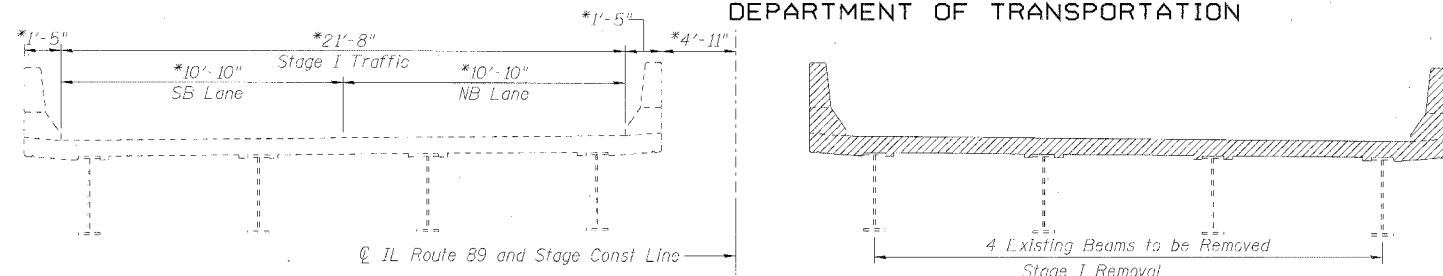 DEPARTMENT OF TRANSPORTATION
*1'-5"
*21'-8"
*1'-5"
*4'-11"
Stage I Traffic
*10'-10"
*10'-10"
SB Lane
NB Lane
℄ IL Route 89 and Stage Const Line
4 Existing Beams to be Removed
Stage I Removal